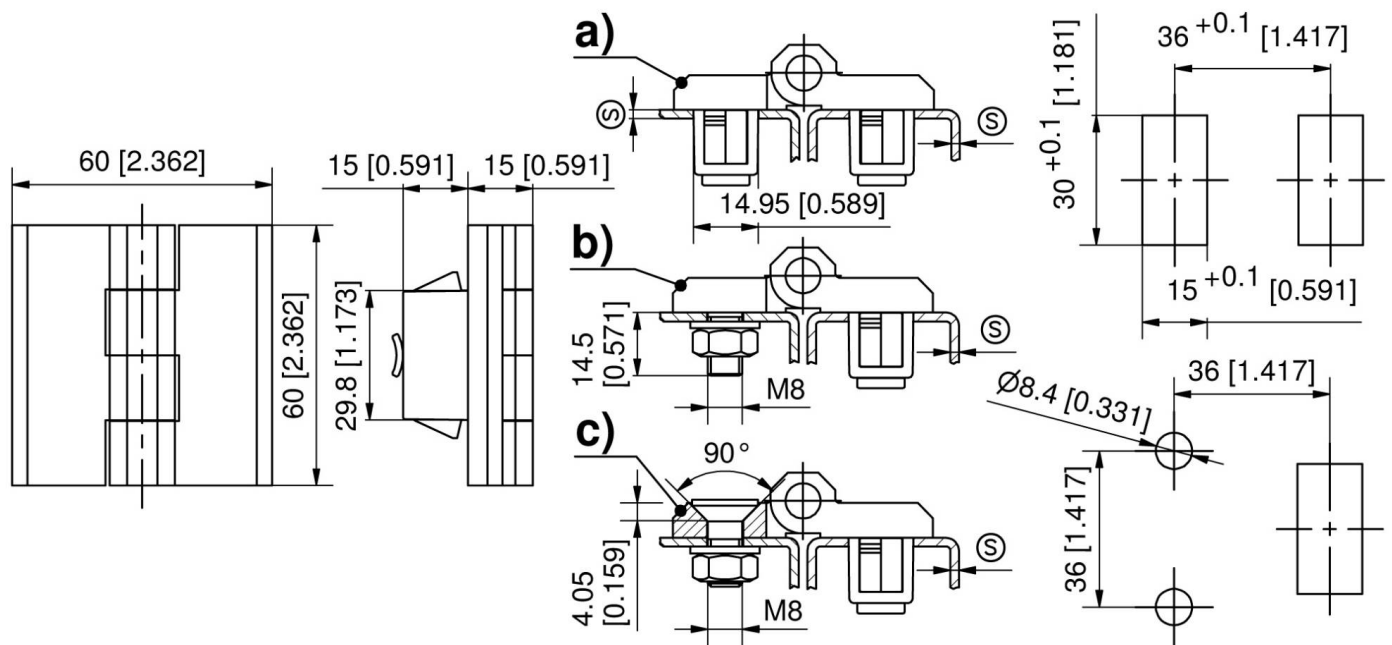 60 [2.362]
60 [2.362]
15 [0.591]
15 [0.591]
29.8 [1.173]
a)
S
S
14.95 [0.589]
b)
14.5
[0.571]
M8
S
c)
90°
4.05
[0.159]
M8
S
36 +0.1 [1.417]
30 +0.1 [1.181]
15 +0.1 [0.591]
36 [1.417]
Ø8.4 [0.331]
36 [1.417]